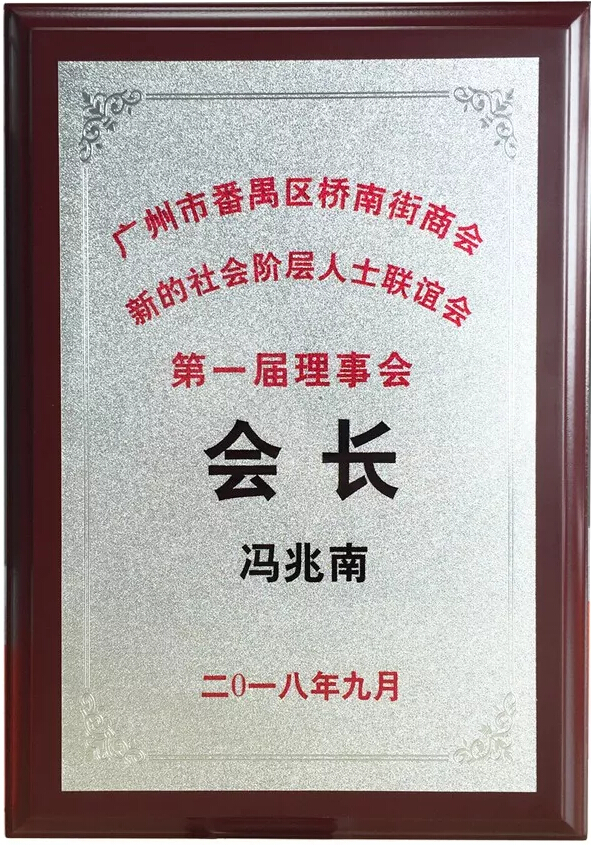 广州市番禺区桥南街商会
新的社会阶层人士联谊会
第一届理事会
会长
冯兆南
二0一八年九月